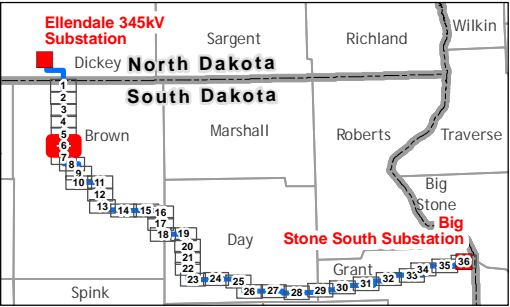 Ellendale 345kV
Substation
Sargent
Richland
Wilkin
Dickey
North Dakota
South Dakota
1
2
3
4
5
6
7
8
9
10
11
12
13
14
15
16
17
18
19
20
21
22
23
24
25
26
27
28
29
30
31
32
33
34
35
36
Brown
Marshall
Roberts
Traverse
Big
Stone
Day
Big
Stone South Substation
Grant
Spink